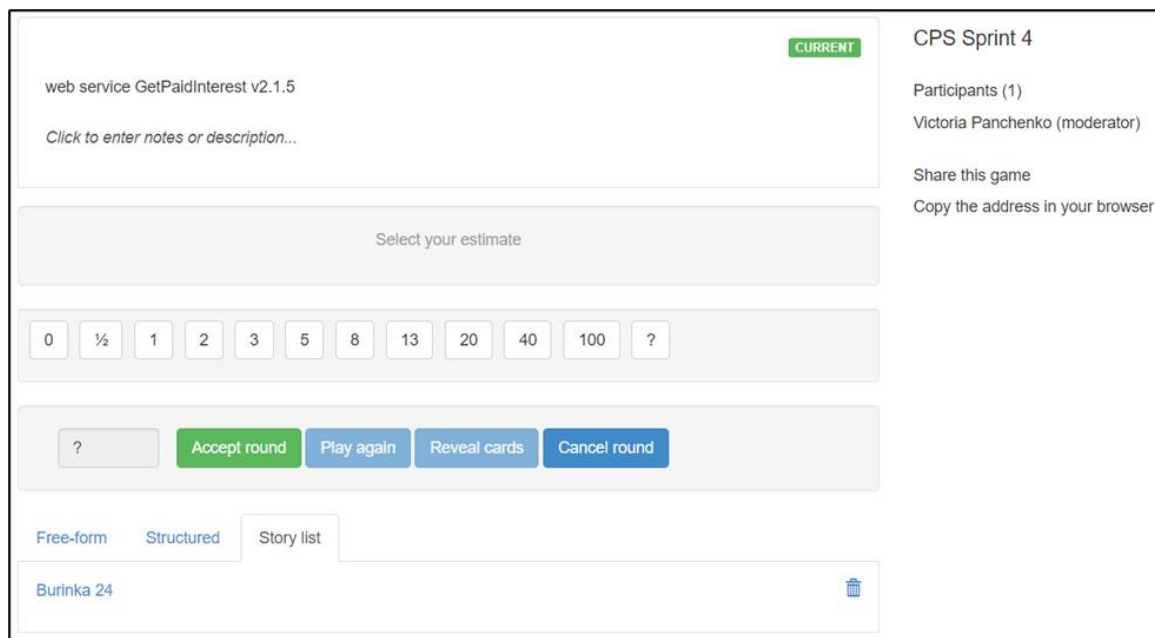 CURRENT
web service GetPaidInterest v2.1.5
Click to enter notes or description...
Select your estimate
0 ½ 1 2 3 5 8 13 20 40 100 ?
? Accept round Play again Reveal cards Cancel round
Free-form Structured Story list
Burinka 24
CPS Sprint 4
Participants (1)
Victoria Panchenko (moderator)
Share this game
Copy the address in your browser